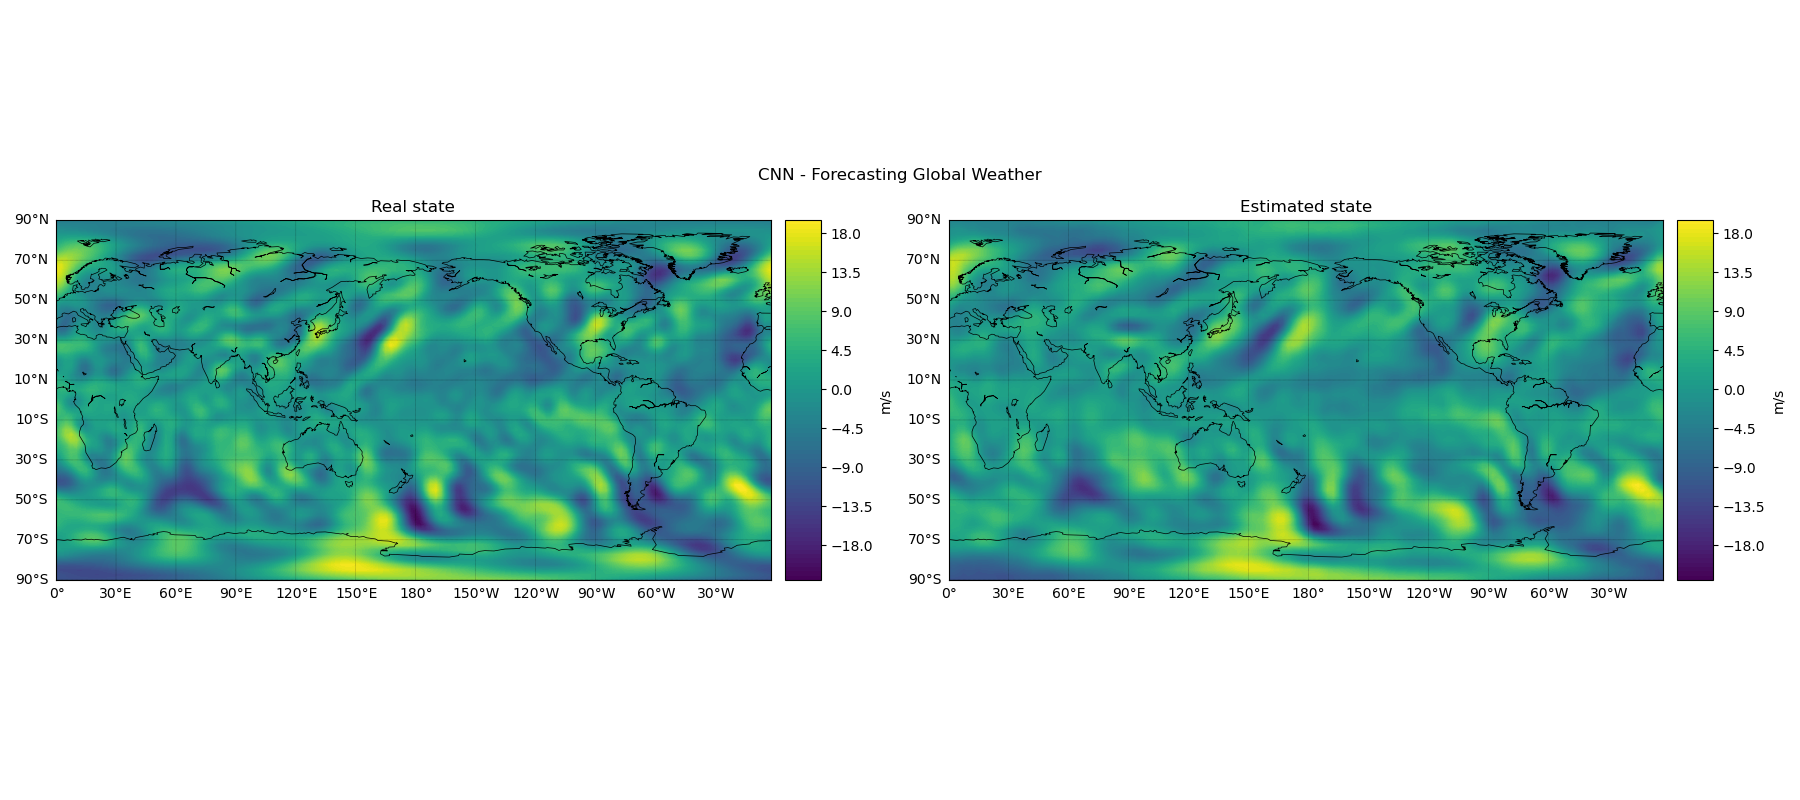 CNN - Forecasting Global Weather
Real state
90°N
70°N
50°N
30°N
10°N
10°S
30°S
50°S
70°S
90°S
0°
30°E
60°E
90°E
120°E
150°E
180°
150°W
120°W
90°W
60°W
30°W
18.0
13.5
9.0
4.5
0.0
−4.5
−9.0
−13.5
−18.0
m/s
Estimated state
90°N
70°N
50°N
30°N
10°N
10°S
30°S
50°S
70°S
90°S
0°
30°E
60°E
90°E
120°E
150°E
180°
150°W
120°W
90°W
60°W
30°W
18.0
13.5
9.0
4.5
0.0
−4.5
−9.0
−13.5
−18.0
m/s